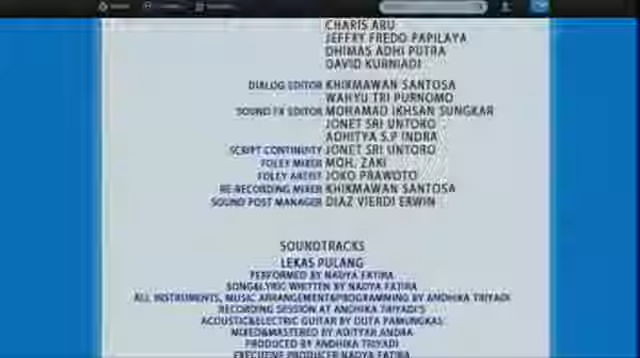 CHARIS ABU
JEFFRY FREDO PAPILAYA
DHIMAS ADHI PUTRA
DAVID KURNIADI
DIALOG EDITOR KHIKMAWAN SANTOSA
WAHYU TRI PURNOMO
SOUND FX EDITOR MOHAMAD IKHSAN SUNGKAR
JONET SRI UNTORO
ADHITYA S.P INDRA
SCRIPT CONTINUITY JONET SRI UNTORO
FOLEY MIXER MOH. ZAKI
FOLEY ARTIST JOKO PRAWOTO
RE-RECORDING MIXER KHIKMAWAN SANTOSA
SOUND POST MANAGER DIAZ VIERDI ERWIN
SOUNDTRACKS
LEKAS PULANG
PERFORMED BY NADYA FATIRA
SONG&LYRIC WRITTEN BY NADYA FATIRA
ALL INSTRUMENTS, MUSIC ARRANGEMENT&PROGRAMMING BY ANDHIKA TRIYADI
RECORDING SESSION AT ANDHIKA TRIYADI'S
ACOUSTIC&ELECTRIC GUITAR BY DUTA PAMUNGKAS
MIXED&MASTERED BY ADITYAR ANDRA
PRODUCED BY ANDHIKA TRIYADI
EXECUTIVE PRODUCER NADYA FATIRA